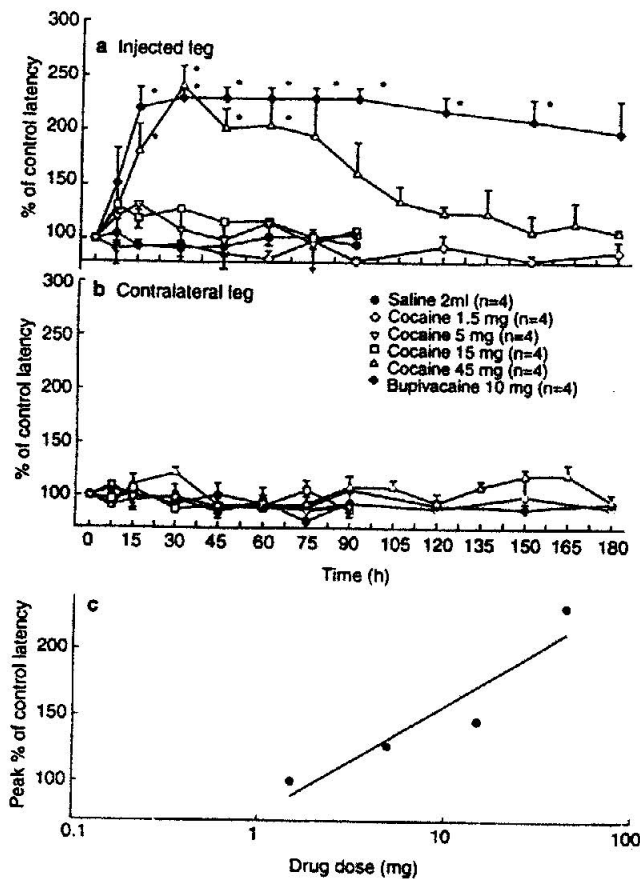 300
a Injected leg
250
200
150
100
% of control latency
300
b Contralateral leg
250
200
150
100
% of control latency
Saline 2ml (n=4)
Cocaine 1.5 mg (n=4)
Cocaine 5 mg (n=4)
Cocaine 15 mg (n=4)
Cocaine 45 mg (n=4)
Bupivacaine 10 mg (n=4)
0 15 30 45 60 75 90 105 120 135 150 165 180
Time (h)
c
200
150
100
Peak % of control latency
0.1 1 10 100
Drug dose (mg)